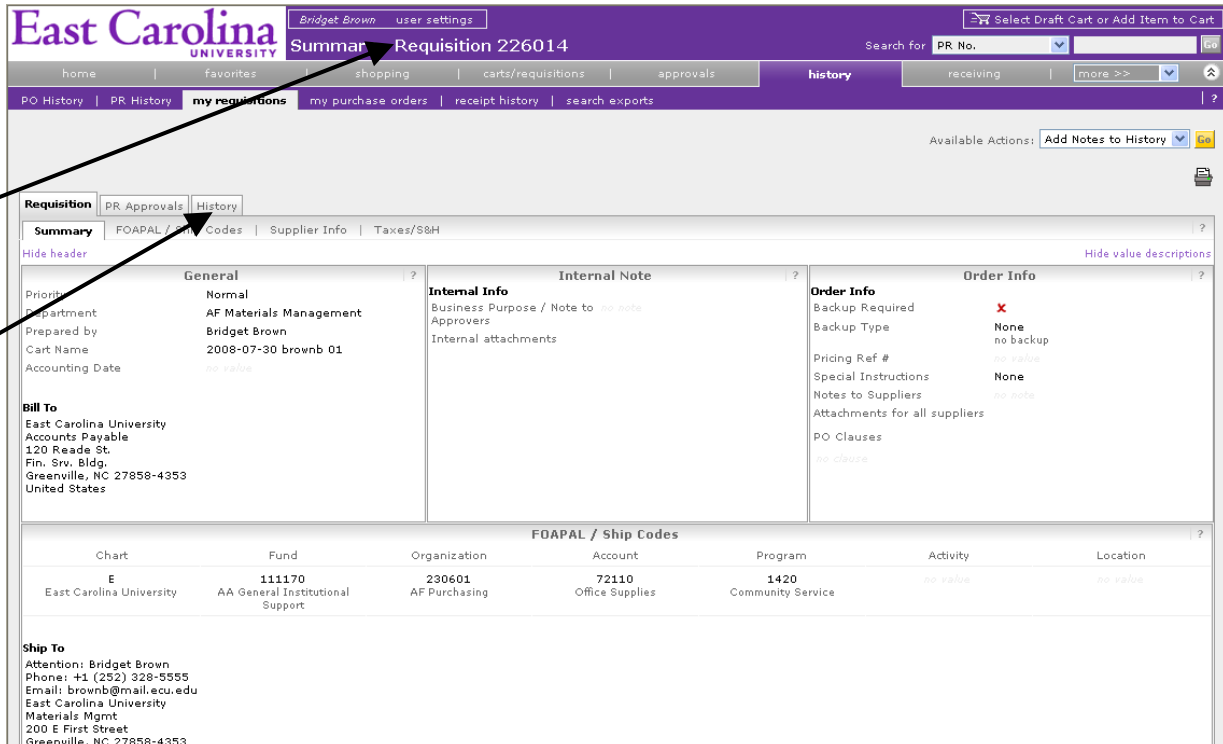 East Carolina
UNIVERSITY
Bridget Brown user settings
Select Draft Cart or Add Item to Cart
Summary Requisition 226014
Search for PR No. Go
home | favorites | shopping | carts/requisitions | approvals history receiving | more >>
PO History | PR History my requisitions my purchase orders | receipt history | search exports | ?
Available Actions: Add Notes to History Go
Requisition PR Approvals History
Summary FOAPAL / Ship Codes | Supplier Info | Taxes/S&H ?
Hide header Hide value descriptions
General ?
Priority Normal
Department AF Materials Management
Prepared by Bridget Brown
Cart Name 2008-07-30 brownb 01
Accounting Date no value
Bill To
East Carolina University
Accounts Payable
120 Reade St.
Fin. Srv. Bldg.
Greenville, NC 27858-4353
United States
Internal Note ?
Internal Info
Business Purpose / Note to no note
Approvers
Internal attachments
Order Info ?
Order Info
Backup Required x
Backup Type None
no backup
Pricing Ref # no value
Special Instructions None
Notes to Suppliers no note
Attachments for all suppliers
PO Clauses
no clause
FOAPAL / Ship Codes ?
Chart Fund Organization Account Program Activity Location
E 111170 230601 72110 1420 no value no value
East Carolina University AA General Institutional AF Purchasing Office Supplies Community Service
Support
Ship To
Attention: Bridget Brown
Phone: +1 (252) 328-5555
Email: brownb@mail.ecu.edu
East Carolina University
Materials Mgmt
200 E First Street
Greenville, NC 27858-4353